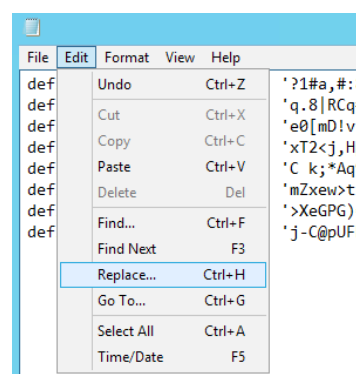 File Edit Format View Help
def '?1#a,#:
def 'q.8|RCq
def 'e0[mD!v
def 'xT2<j,H
def 'C k;*Aq
def 'mZxew>t
def '>XeGPG)
def 'j-C@pUF
Undo Ctrl+Z
Cut Ctrl+X
Copy Ctrl+C
Paste Ctrl+V
Delete Del
Find... Ctrl+F
Find Next F3
Replace... Ctrl+H
Go To... Ctrl+G
Select All Ctrl+A
Time/Date F5